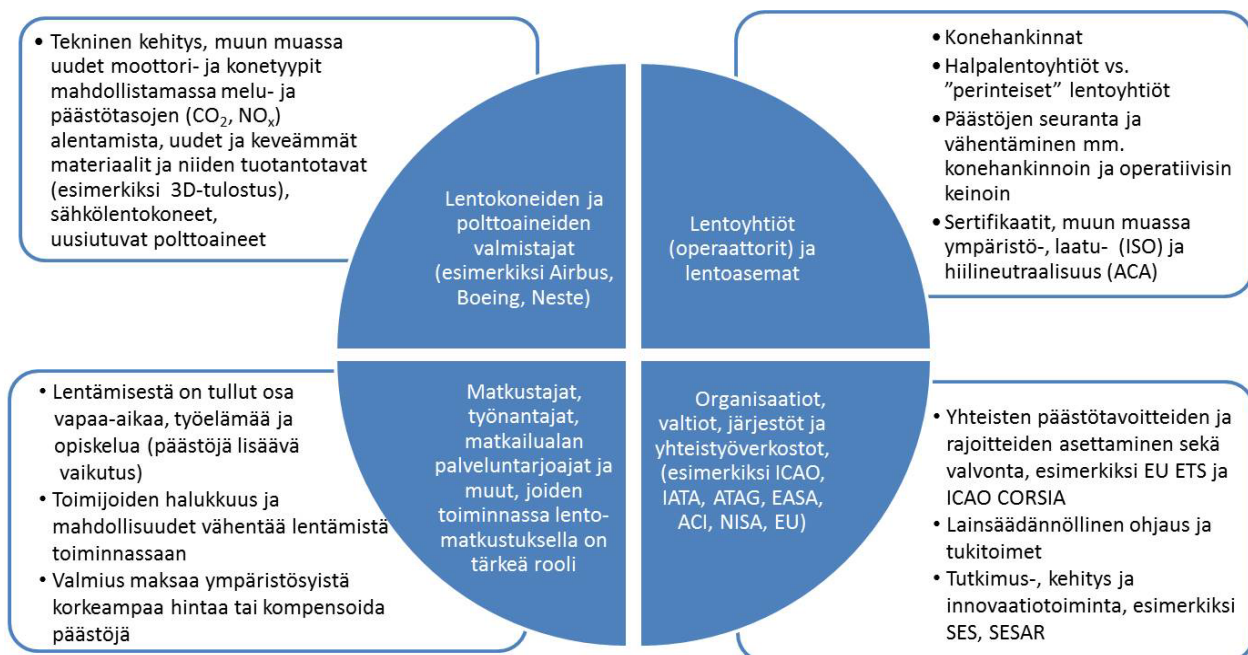 • Tekninen kehitys, muun muassa
uudet moottori- ja konetyypit
mahdollistamassa melu- ja
päästötasojen (CO₂, NOₓ)
alentamista, uudet ja keveämmät
materiaalit ja niiden tuotantotavat
(esimerkiksi 3D-tulostus),
sähkölentokoneet,
uusiutuvat polttoaineet
Lentokoneiden ja
polttoaineiden
valmistajat
(esimerkiksi Airbus,
Boeing, Neste)
Lentoyhtiöt
(operaattorit) ja
lentoasemat
• Konehankinnat
• Halpalentoyhtiöt vs.
”perinteiset” lentoyhtiöt
• Päästöjen seuranta ja
vähentäminen mm.
konehankinnoin ja operatiivisin
keinoin
• Sertifikaatit, muun muassa
ympäristö-, laatu- (ISO) ja
hiilineutraalisuus (ACA)
• Lentämisestä on tullut osa
vapaa-aikaa, työelämää ja
opiskelua (päästöjä lisäävä
vaikutus)
• Toimijoiden halukkuus ja
mahdollisuudet vähentää lentämistä
toiminnassaan
• Valmius maksaa ympäristösyistä
korkeampaa hintaa tai kompensoida
päästöjä
Matkustajat,
työnantajat,
matkailualan
palveluntarjoajat ja
muut, joiden
toiminnassa lento-
matkustuksella on
tärkeä rooli
Organisaatiot,
valtiot, järjestöt ja
yhteistyöverkostot,
(esimerkiksi ICAO,
IATA, ATAG, EASA,
ACI, NISA, EU)
• Yhteisten päästötavoitteiden ja
rajoitteiden asettaminen sekä
valvonta, esimerkiksi EU ETS ja
ICAO CORSIA
• Lainsäädännöllinen ohjaus ja
tukitoimet
• Tutkimus-, kehitys ja
innovaatiotoiminta, esimerkiksi
SES, SESAR